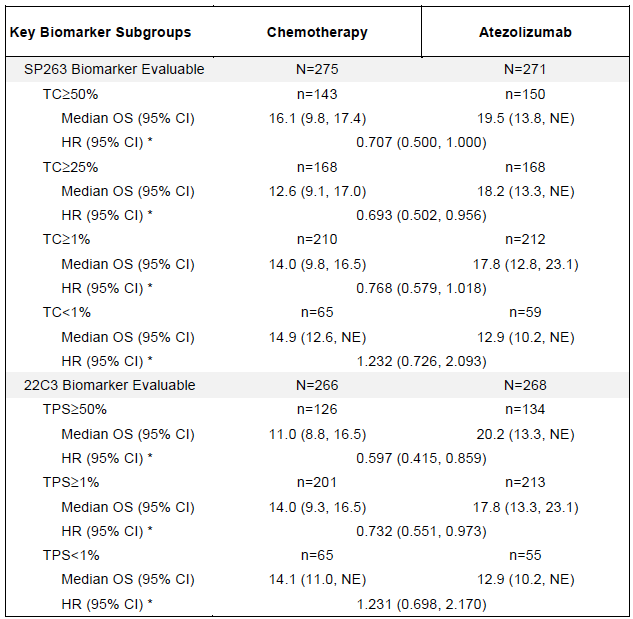 Key Biomarker Subgroups Chemotherapy Atezolizumab
SP263 Biomarker Evaluable N=275 N=271
TC≥50% n=143 n=150
Median OS (95% CI) 16.1 (9.8, 17.4) 19.5 (13.8, NE)
HR (95% CI) * 0.707 (0.500, 1.000)
TC≥25% n=168 n=168
Median OS (95% CI) 12.6 (9.1, 17.0) 18.2 (13.3, NE)
HR (95% CI) * 0.693 (0.502, 0.956)
TC≥1% n=210 n=212
Median OS (95% CI) 14.0 (9.8, 16.5) 17.8 (12.8, 23.1)
HR (95% CI) * 0.768 (0.579, 1.018)
TC<1% n=65 n=59
Median OS (95% CI) 14.9 (12.6, NE) 12.9 (10.2, NE)
HR (95% CI) * 1.232 (0.726, 2.093)
22C3 Biomarker Evaluable N=266 N=268
TPS≥50% n=126 n=134
Median OS (95% CI) 11.0 (8.8, 16.5) 20.2 (13.3, NE)
HR (95% CI) * 0.597 (0.415, 0.859)
TPS≥1% n=201 n=213
Median OS (95% CI) 14.0 (9.3, 16.5) 17.8 (13.3, 23.1)
HR (95% CI) * 0.732 (0.551, 0.973)
TPS<1% n=65 n=55
Median OS (95% CI) 14.1 (11.0, NE) 12.9 (10.2, NE)
HR (95% CI) * 1.231 (0.698, 2.170)